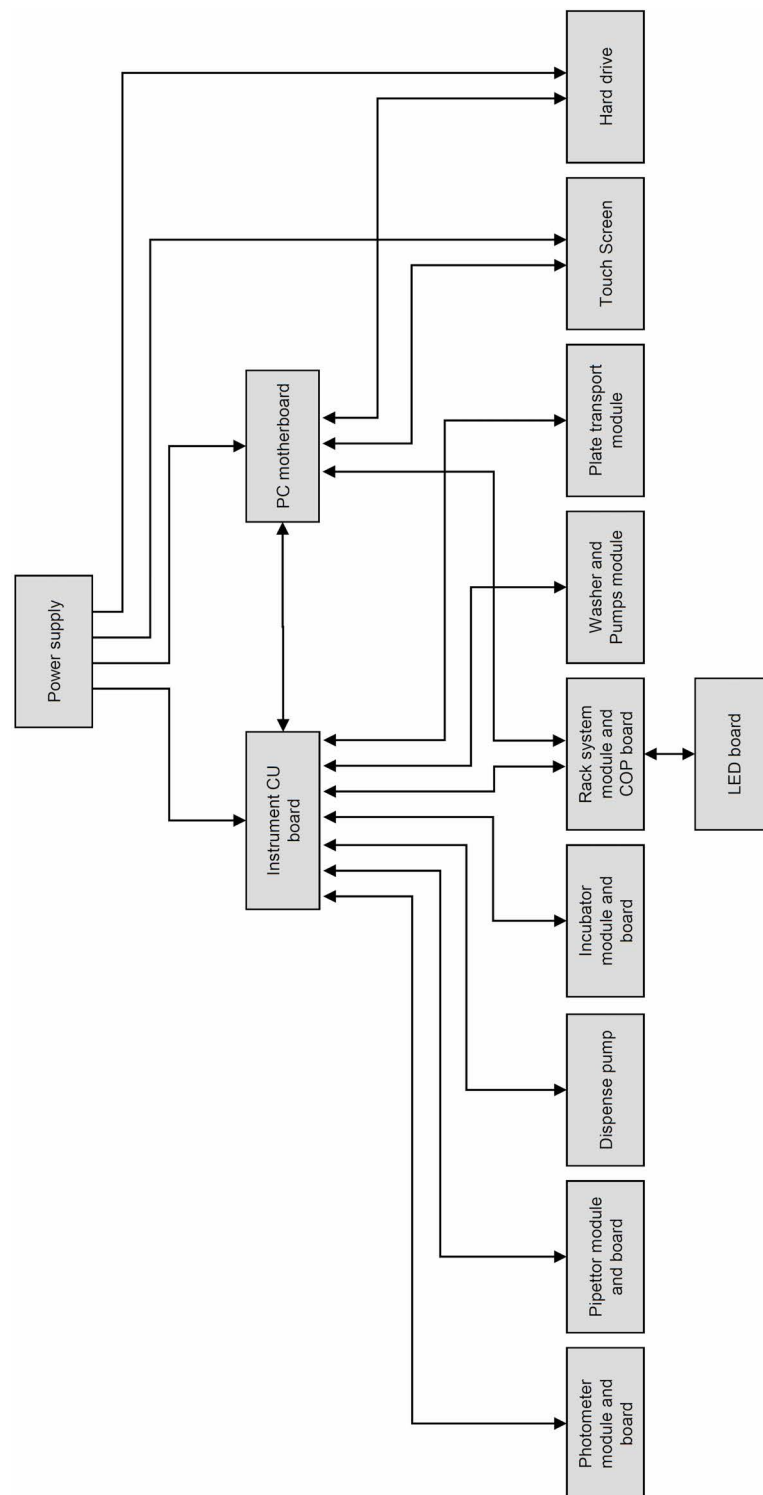 Power supply
Instrument CU
board
PC motherboard
Photometer
module and
board
Pipettor module
and board
Dispense pump
Incubator
module and
board
Rack system
module and
COP board
Washer and
Pumps module
Plate transport
module
Touch Screen
Hard drive
LED board